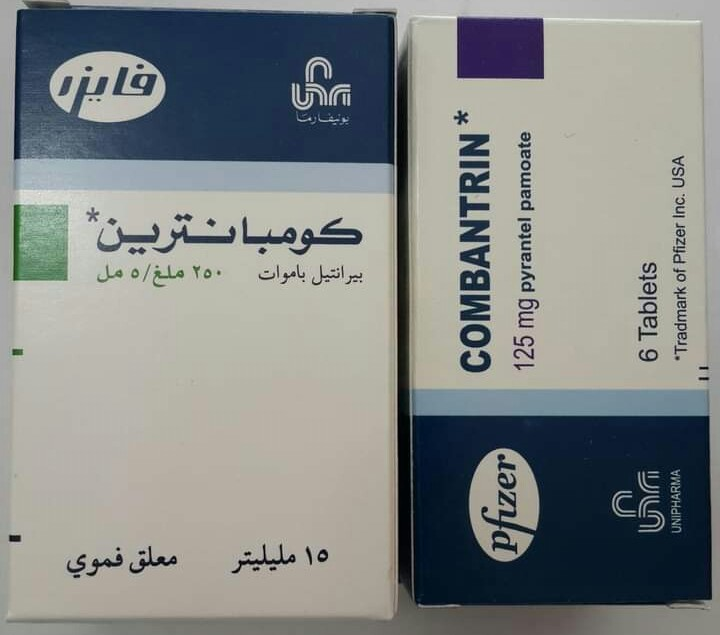 فايزر
يونيفارما
كومبانترين*
بيرانتيل باموات ٢٥٠ ملغ/٥ مل
١٥ مليليتر معلق فموي
COMBANTRIN*
125 mg pyrantel pamoate
6 Tablets
*Tradmark of Pfizer Inc. USA
Pfizer
UNIPHARMA